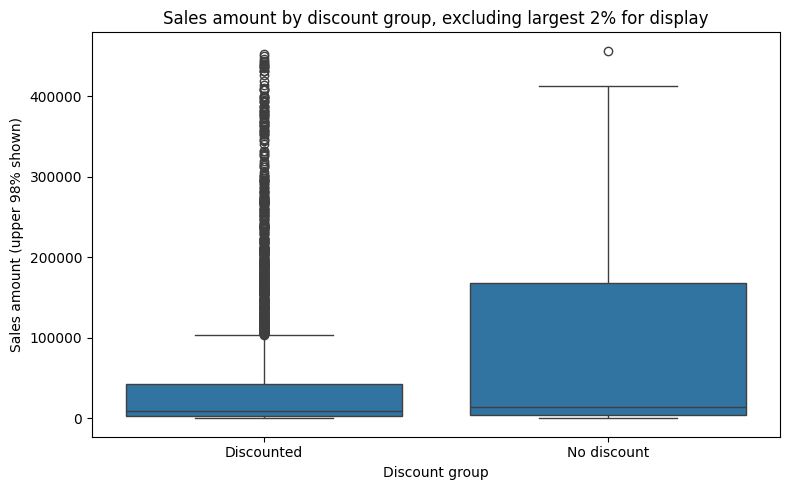 Sales amount by discount group, excluding largest 2% for display
Sales amount (upper 98% shown)
400000
300000
200000
100000
0
Discounted
No discount
Discount group